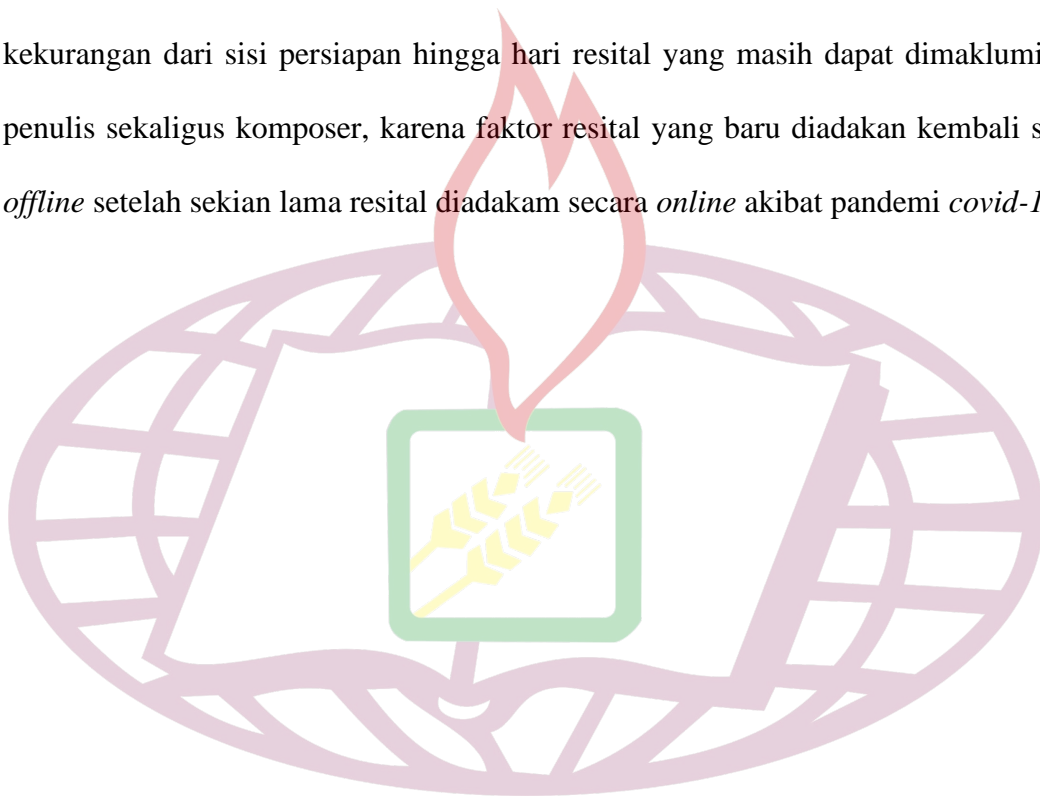 kekurangan dari sisi persiapan hingga hari resital yang masih dapat dimaklumi
penulis sekaligus komposer, karena faktor resital yang baru diadakan kembali s
offline setelah sekian lama resital diadakam secara online akibat pandemi covid-1